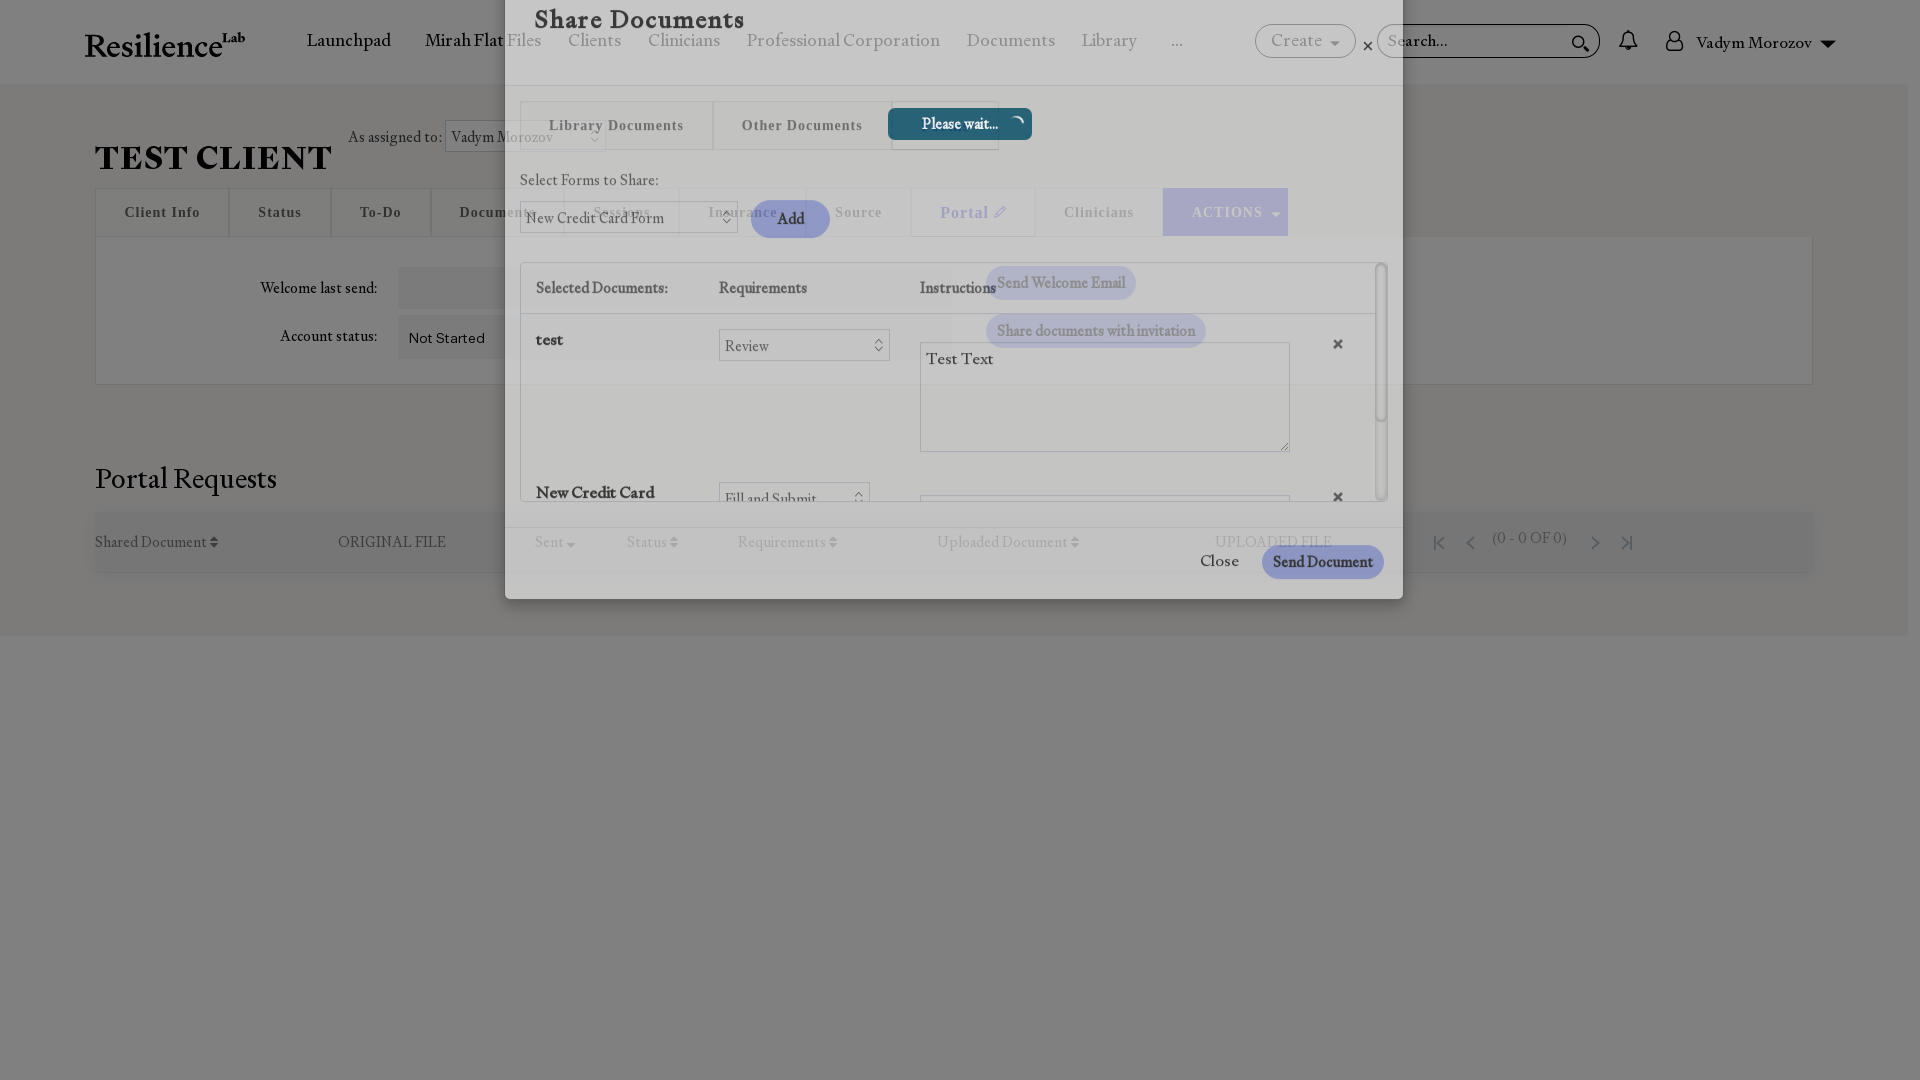 Share Documents
ResilienceLab
Launchpad
Mirah Flat Files
Clients
Clinicians
Professional Corporation
Documents
Library
...
Create
×
Search...
Vadym Morozov
Library Documents
Other Documents
Please wait...
As assigned to: Vadym Morozov
TEST CLIENT
Select Forms to Share:
Client Info
Status
To-Do
Documents
Sessions
Insurance
Source
Portal
Clinicians
ACTIONS
New Credit Card Form
Add
Welcome last send:
Selected Documents:
Requirements
Instructions
Send Welcome Email
Account status:
Not Started
test
Review
Share documents with invitation
Test Text
×
Portal Requests
New Credit Card
Fill and Submit
×
Shared Document
ORIGINAL FILE
Sent
Status
Requirements
Uploaded Document
UPLOADED FILE
(0 - 0 OF 0)
Close
Send Document